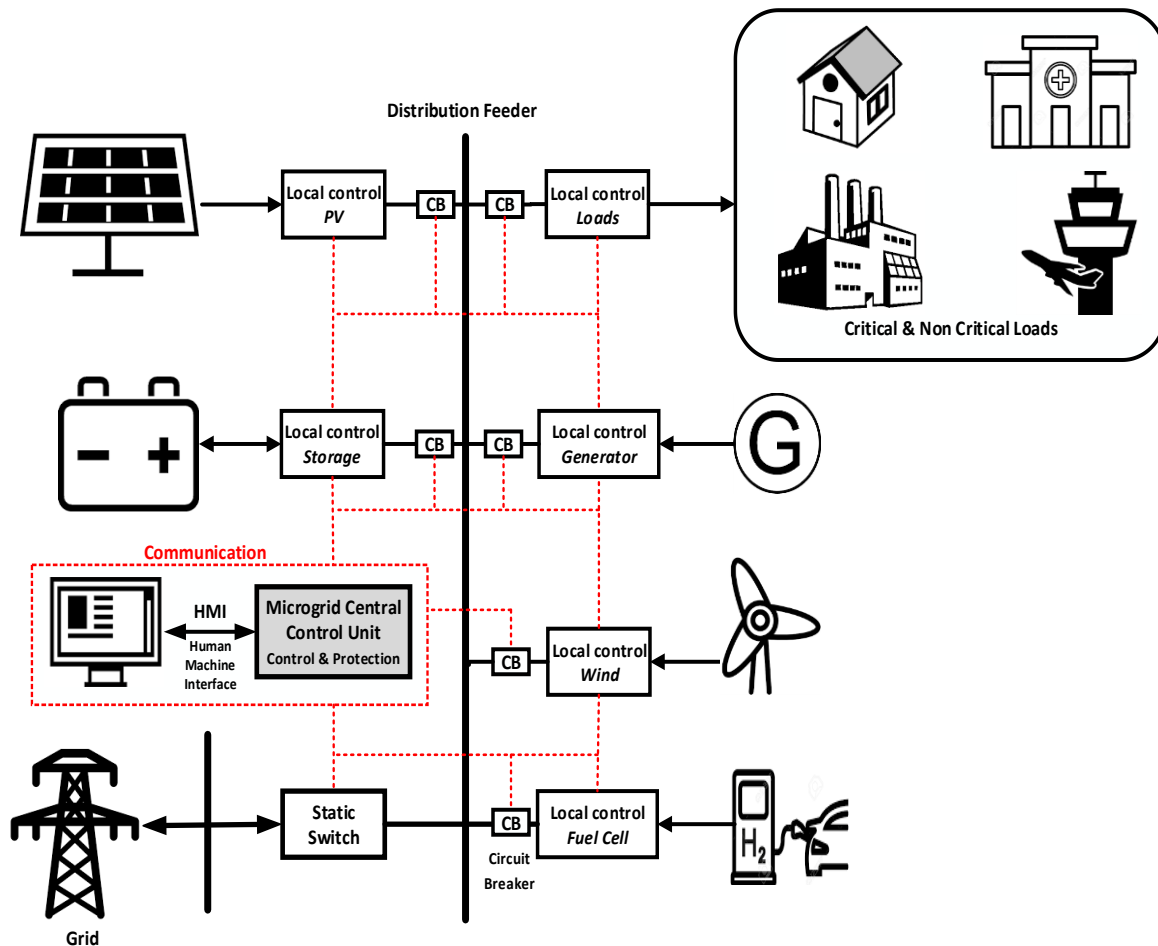 Distribution Feeder
Local control
PV
CB
CB
Local control
Loads
Critical & Non Critical Loads
Local control
Storage
CB
CB
Local control
Generator
G
Communication
HMI
Human
Machine
Interface
Microgrid Central
Control Unit
Control & Protection
CB
Local control
Wind
Grid
Static
Switch
CB
Circuit
Breaker
Local control
Fuel Cell
H2